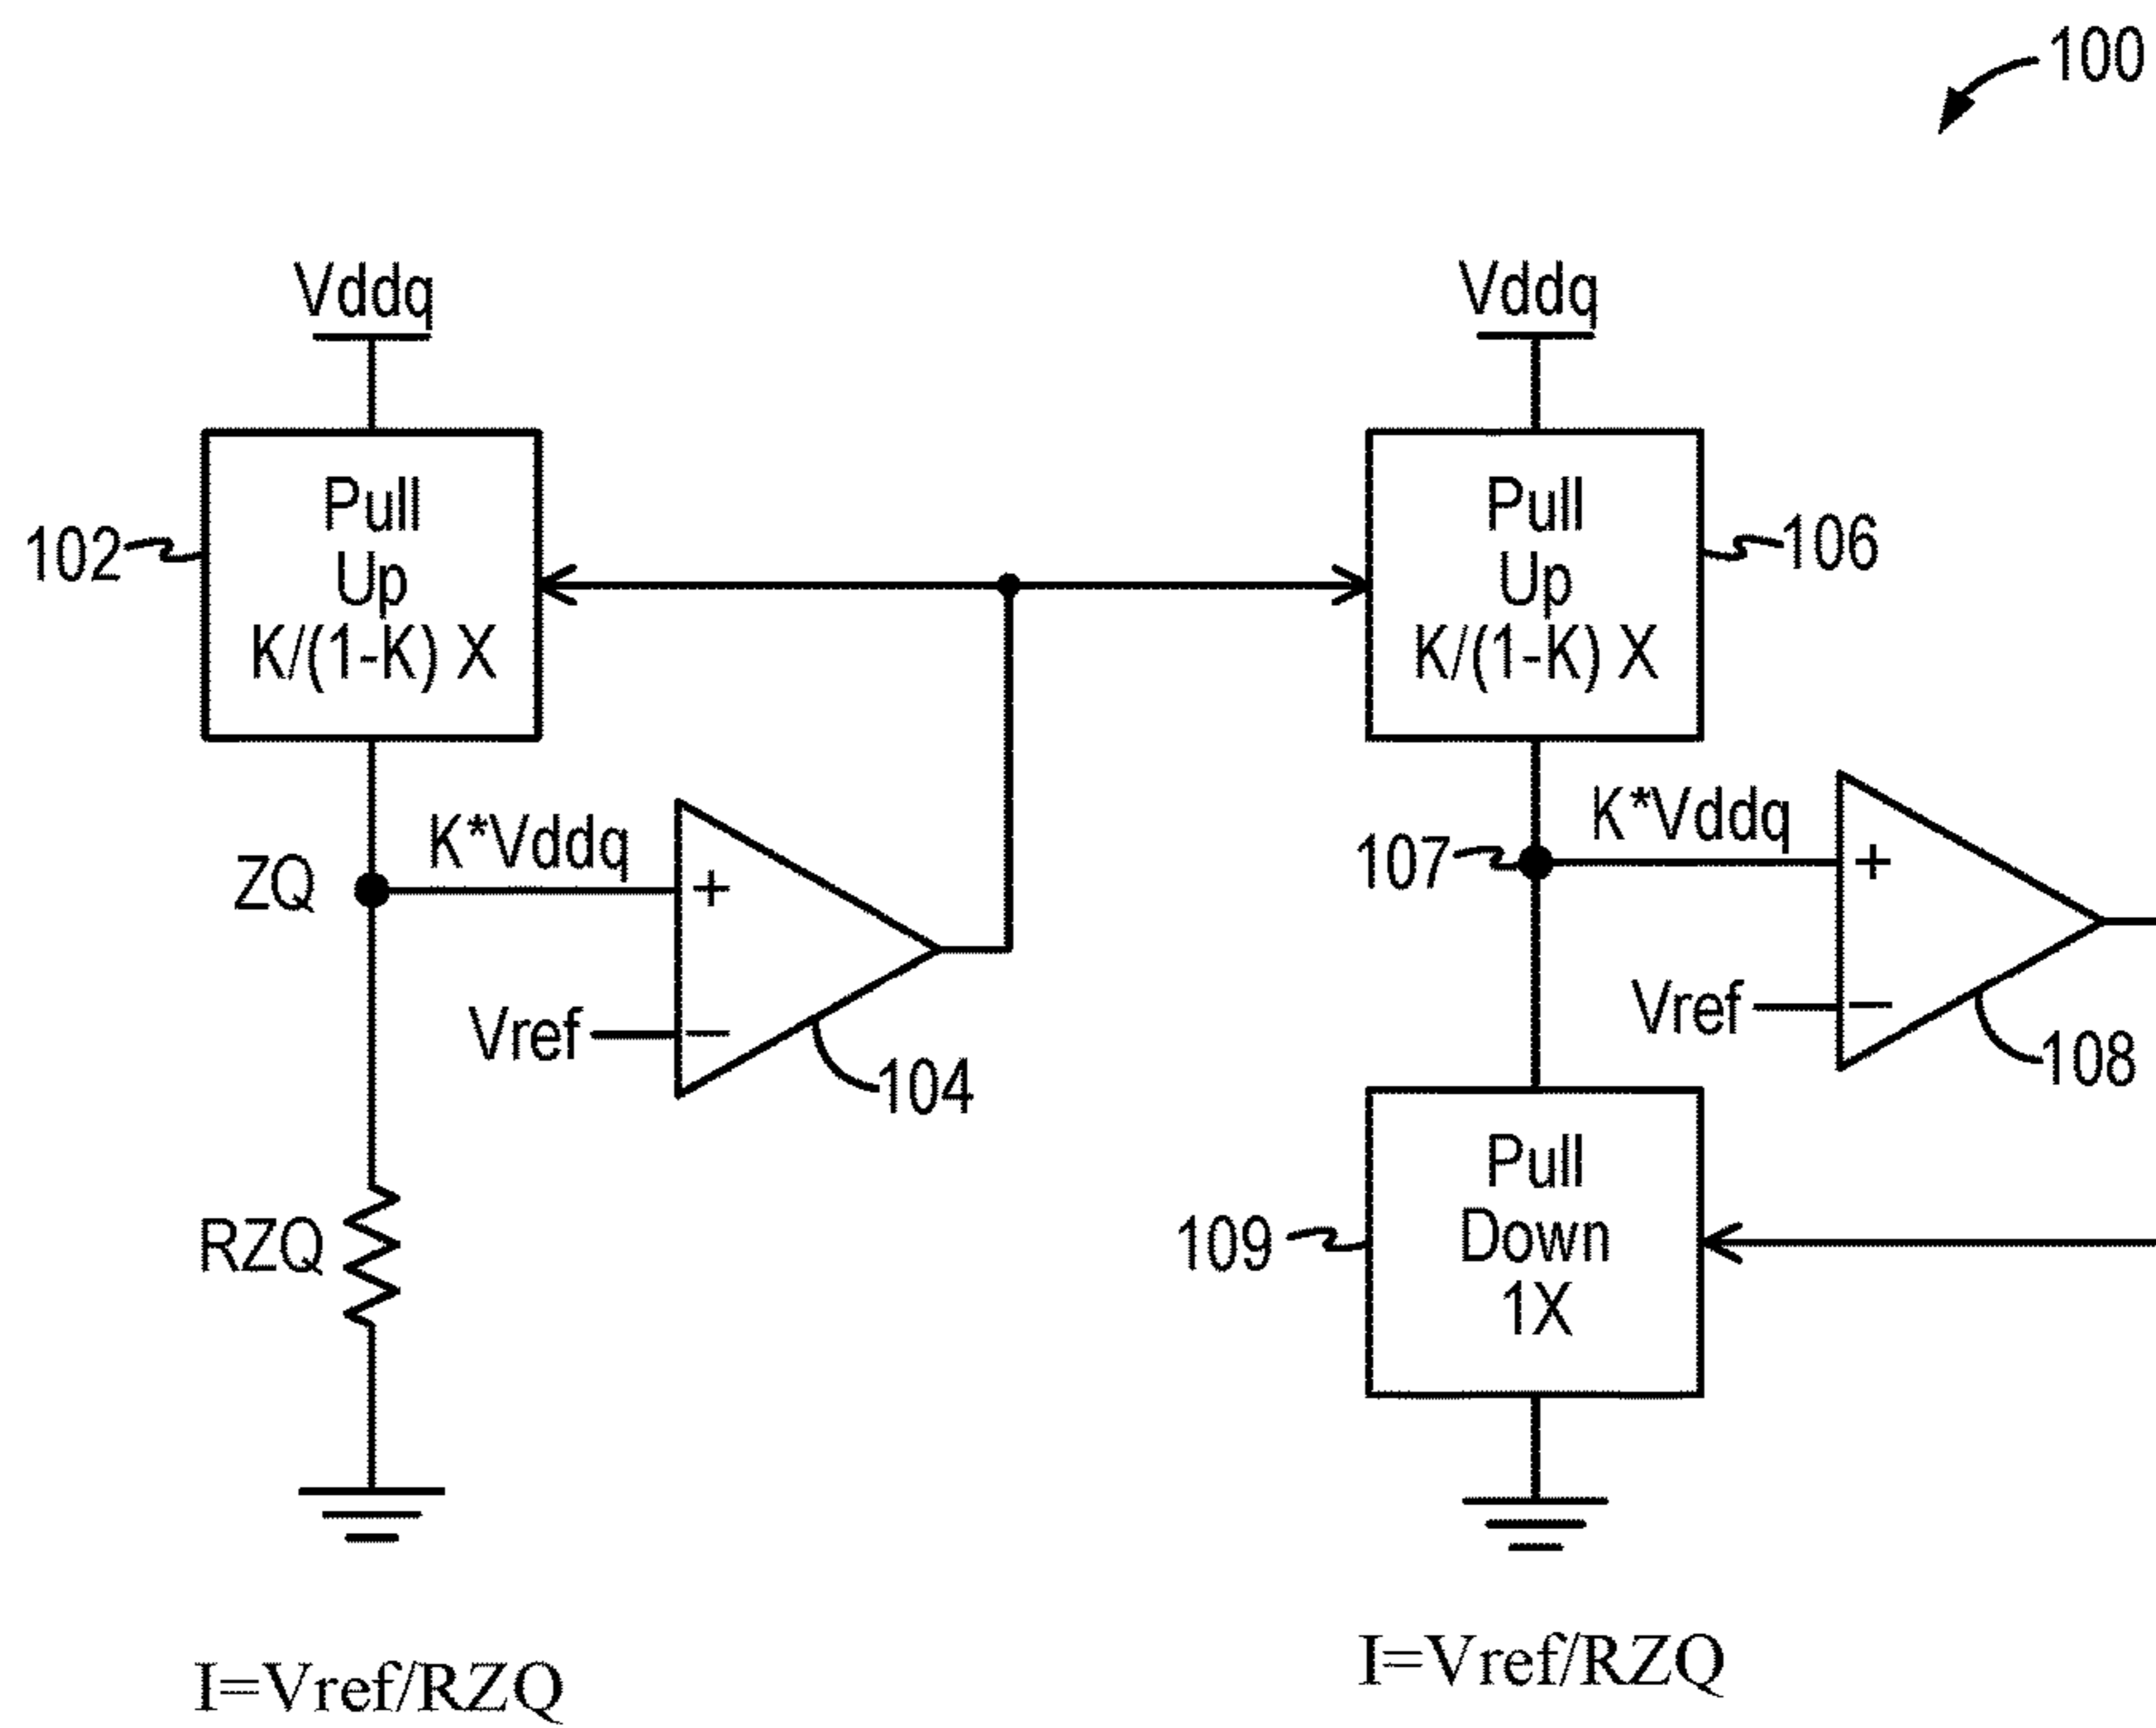 100
Vddq
Vddq
Pull
Up
K/(1-K) X
102
Pull
Up
K/(1-K) X
106
K*Vddq
K*Vddq
ZQ
+
107
+
Vref
−
104
Vref
−
108
RZQ
109
Pull
Down
1X
I=Vref/RZQ
I=Vref/RZQ